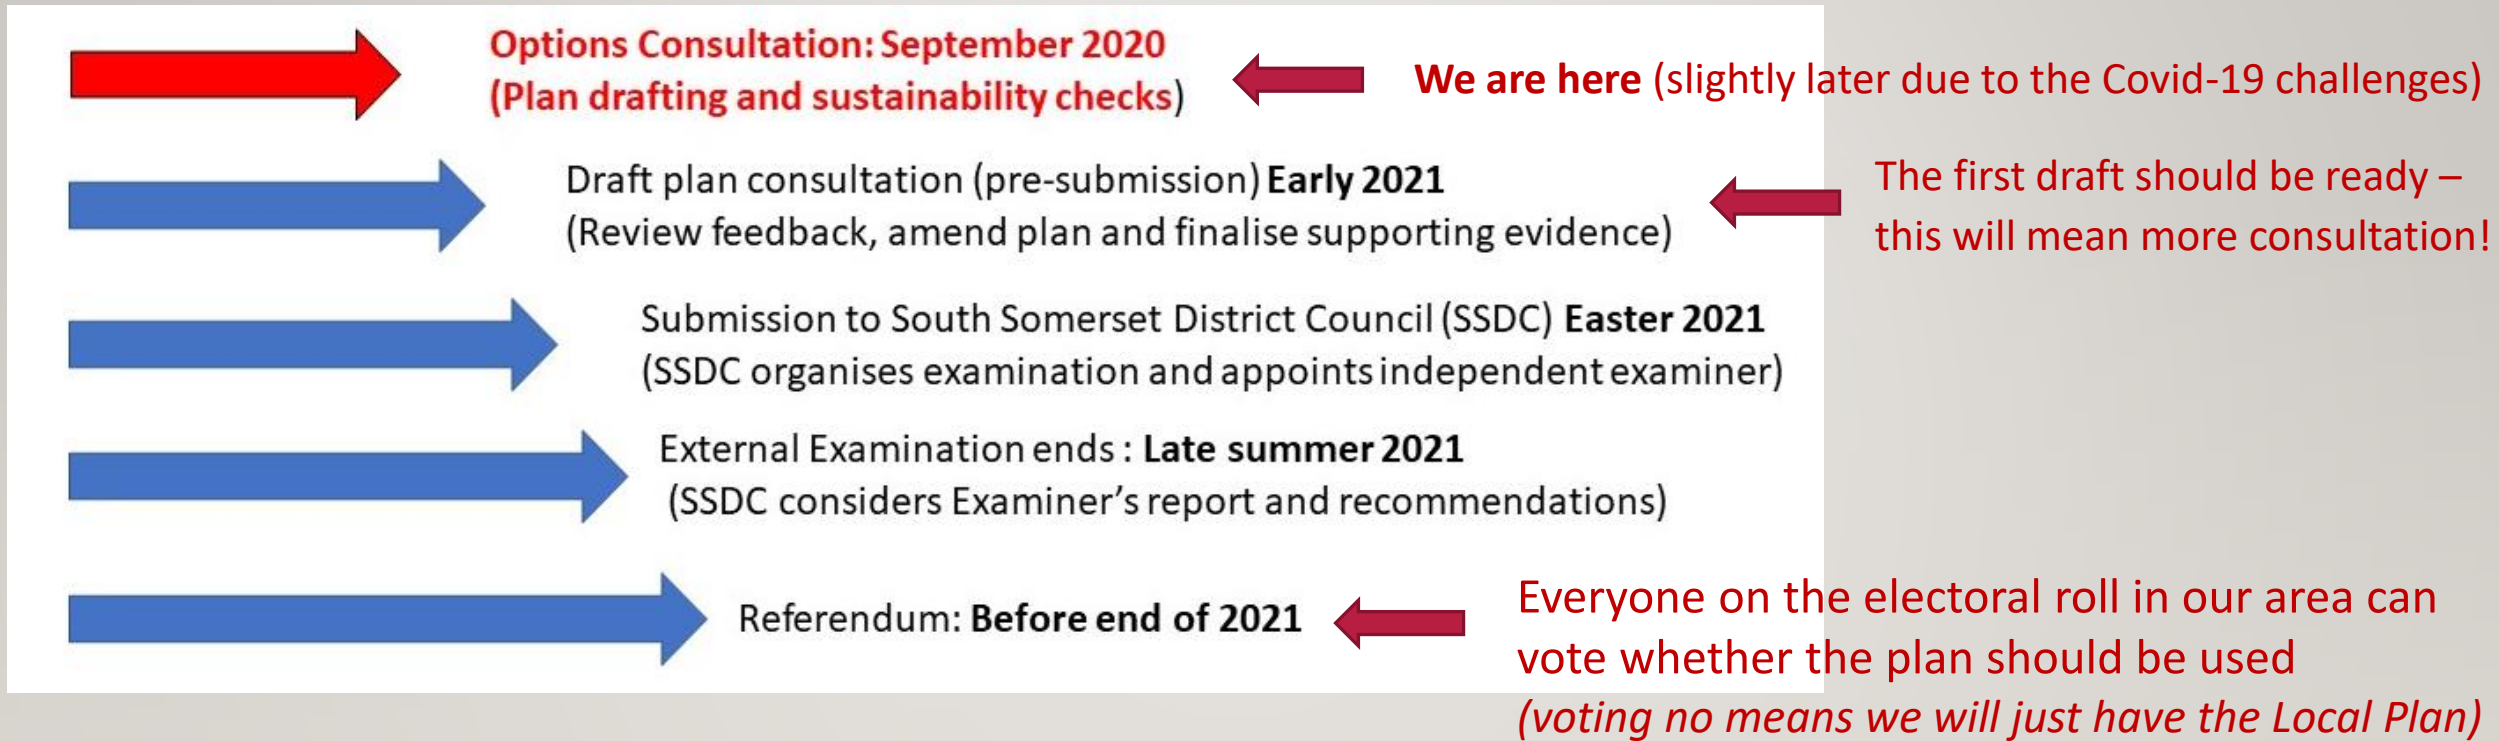 Options Consultation: September 2020
(Plan drafting and sustainability checks)
We are here (slightly later due to the Covid-19 challenges)
Draft plan consultation (pre-submission) Early 2021
(Review feedback, amend plan and finalise supporting evidence)
The first draft should be ready –
this will mean more consultation!
Submission to South Somerset District Council (SSDC) Easter 2021
(SSDC organises examination and appoints independent examiner)
External Examination ends : Late summer 2021
(SSDC considers Examiner's report and recommendations)
Referendum: Before end of 2021
Everyone on the electoral roll in our area can
vote whether the plan should be used
(voting no means we will just have the Local Plan)